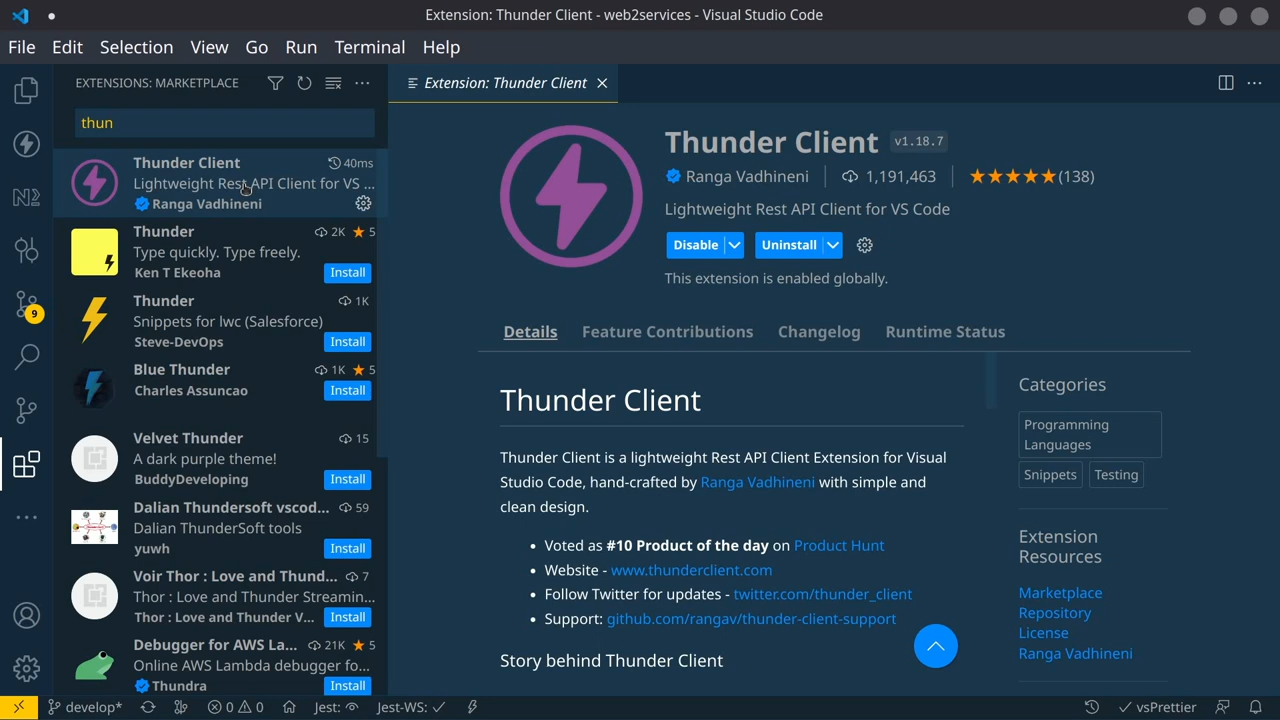 Extension: Thunder Client - web2services - Visual Studio Code
File Edit Selection View Go Run Terminal Help
EXTENSIONS: MARKETPLACE
thun
Thunder Client 40ms
Lightweight Rest API Client for VS ...
Ranga Vadhineni
Thunder 2K 5
Type quickly. Type freely.
Ken T Ekeoha Install
Thunder 1K
Snippets for lwc (Salesforce)
Steve-DevOps Install
Blue Thunder 1K 5
Charles Assuncao Install
Velvet Thunder 15
A dark purple theme!
BuddyDeveloping Install
Dalian Thundersoft vscod... 59
Dalian ThunderSoft tools
yuwh Install
Voir Thor : Love and Thund... 7
Thor : Love and Thunder Streamin...
Thor : Love and Thunder V... Install
Debugger for AWS La... 21K 5
Online AWS Lambda debugger fo...
Thundra Install
Extension: Thunder Client
Thunder Client v1.18.7
Ranga Vadhineni 1,191,463 (138)
Lightweight Rest API Client for VS Code
Disable Uninstall
This extension is enabled globally.
Details Feature Contributions Changelog Runtime Status
Thunder Client
Thunder Client is a lightweight Rest API Client Extension for Visual
Studio Code, hand-crafted by Ranga Vadhineni with simple and
clean design.
• Voted as #10 Product of the day on Product Hunt
• Website - www.thunderclient.com
• Follow Twitter for updates - twitter.com/thunder_client
• Support: github.com/rangav/thunder-client-support
Story behind Thunder Client
Categories
Programming
Languages
Snippets Testing
Extension
Resources
Marketplace
Repository
License
Ranga Vadhineni
9
N2
develop* 0 0 Jest: Jest-WS: vsPrettier